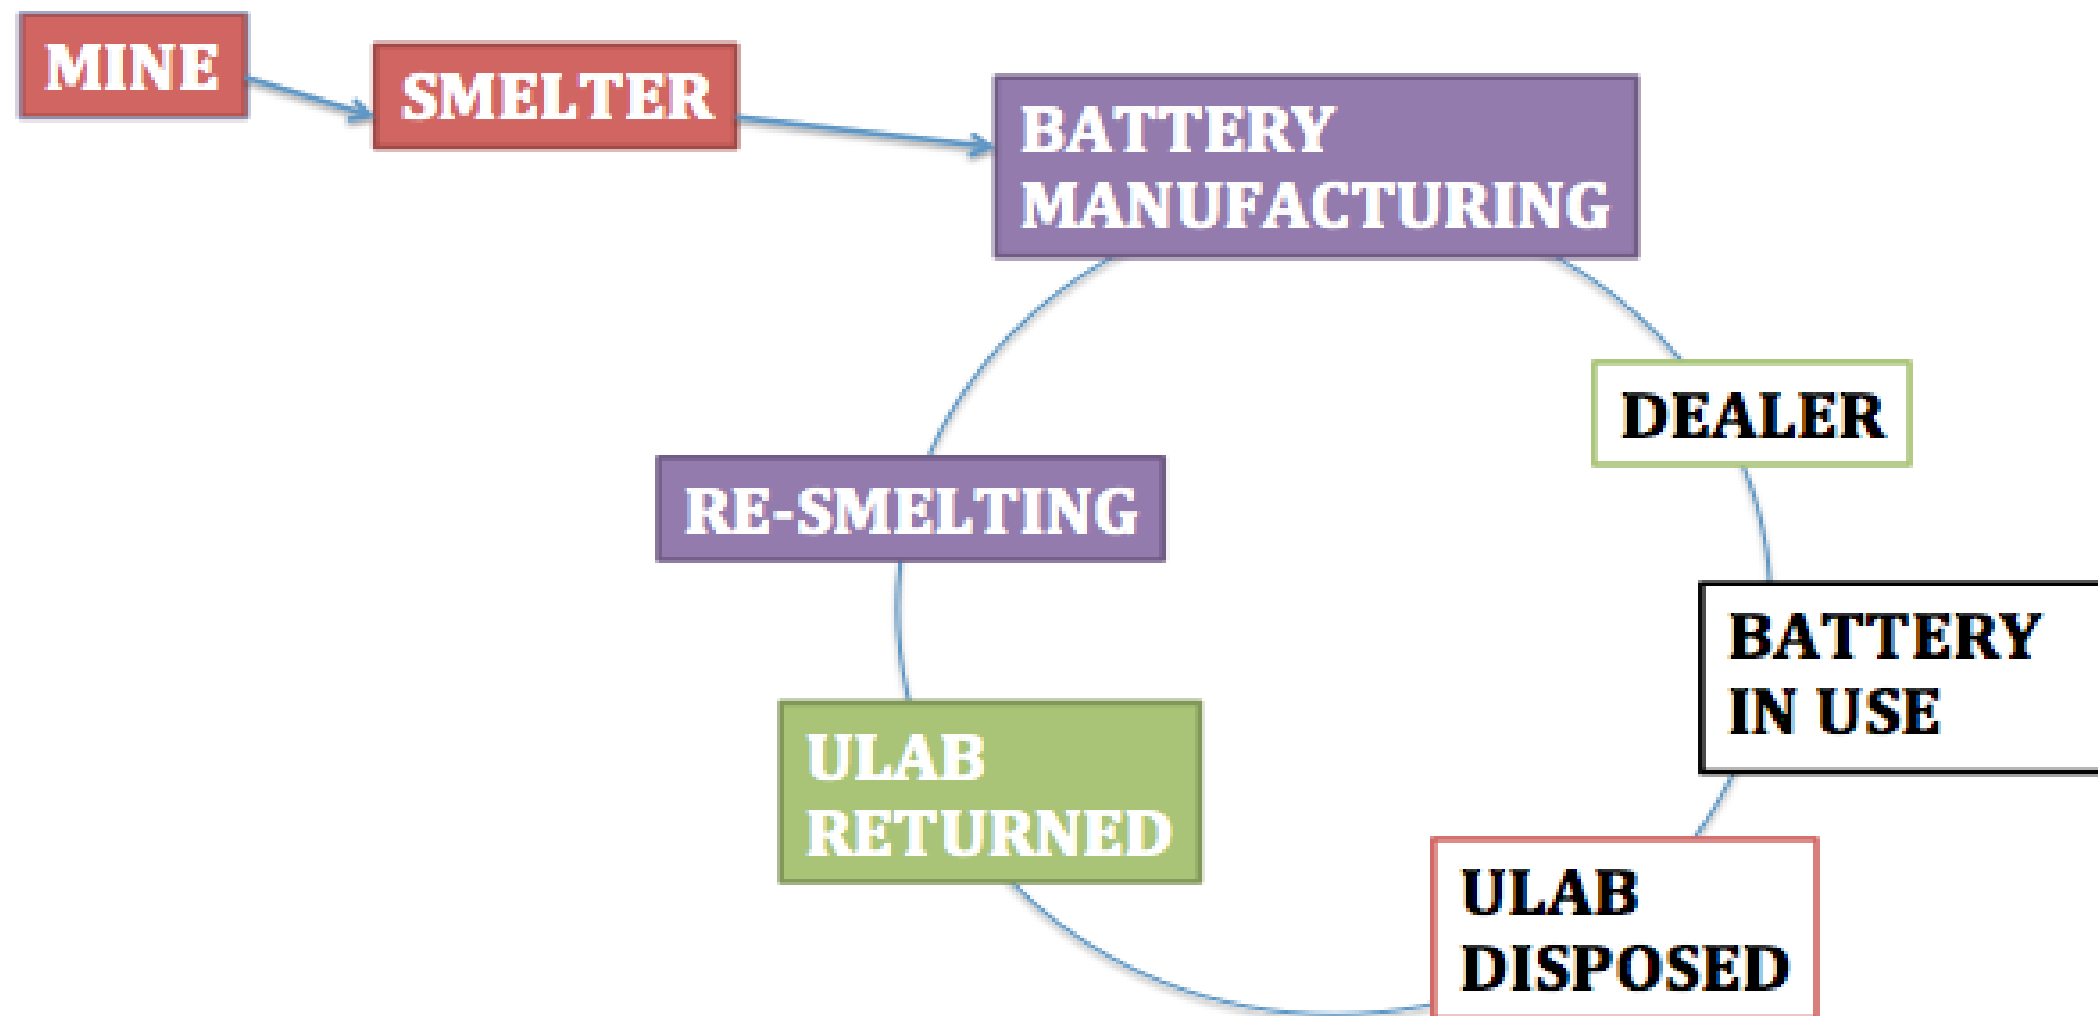 MINE
SMELTER
BATTERY
MANUFACTURING
DEALER
RE-SMELTING
BATTERY
IN USE
ULAB
RETURNED
ULAB
DISPOSED